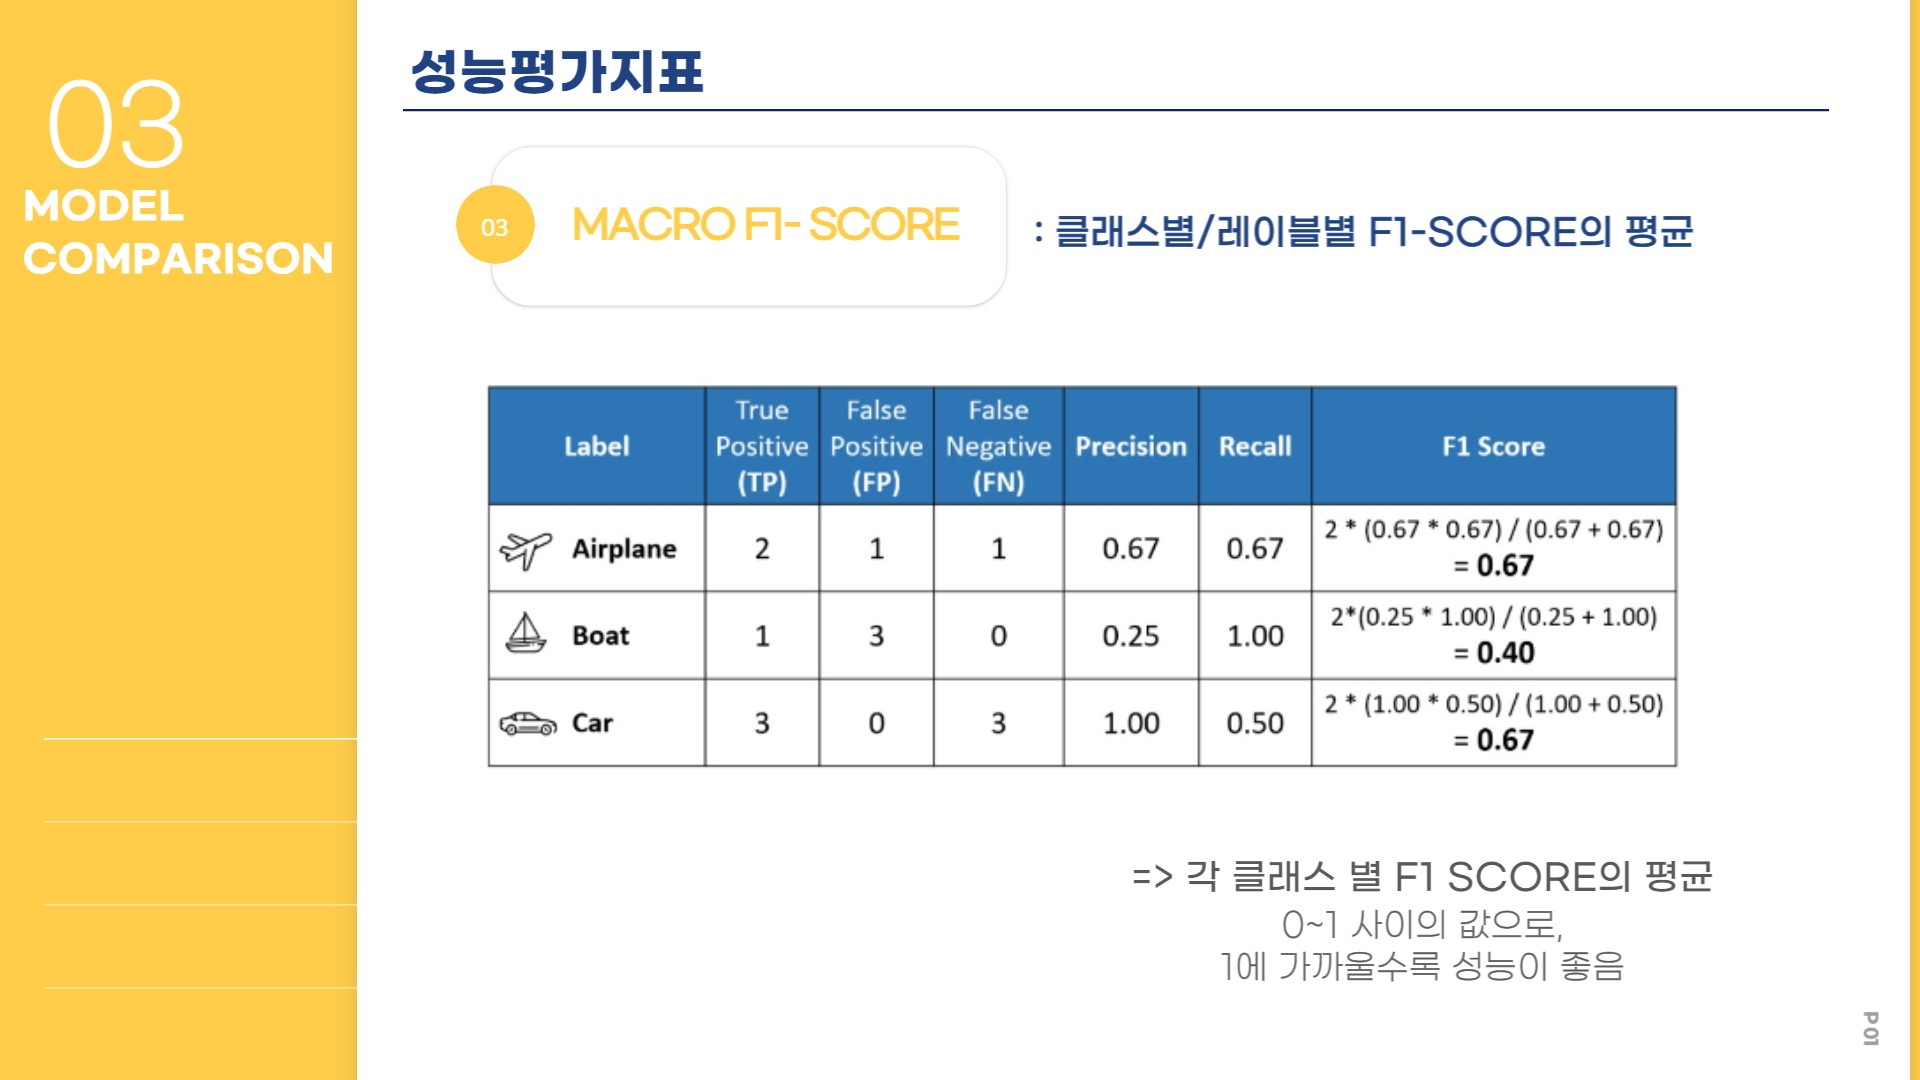 03
MODEL
COMPARISON
성능평가지표
03
MACRO F1- SCORE
: 클래스별/레이블별 F1-SCORE의 평균
Label
True
Positive
(TP)
False
Positive
(FP)
False
Negative
(FN)
Precision
Recall
F1 Score
Airplane
2
1
1
0.67
0.67
2 * (0.67 * 0.67) / (0.67 + 0.67)
= 0.67
Boat
1
3
0
0.25
1.00
2*(0.25 * 1.00) / (0.25 + 1.00)
= 0.40
Car
3
0
3
1.00
0.50
2 * (1.00 * 0.50) / (1.00 + 0.50)
= 0.67
=> 각 클래스 별 F1 SCORE의 평균
0~1 사이의 값으로,
1에 가까울수록 성능이 좋음
P 01